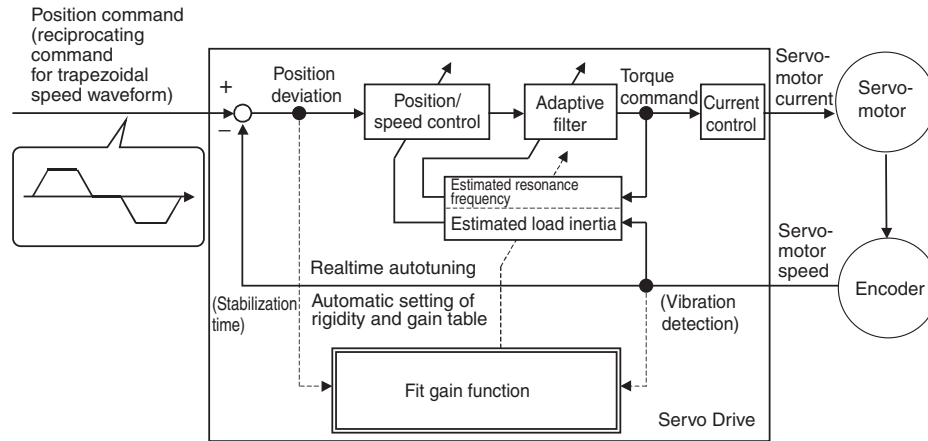 Position command
(reciprocating
command
for trapezoidal
speed waveform)
+
−
Position
deviation
Position/
speed control
Adaptive
filter
Torque
command
Current
control
Servo-
motor
current
Servo-
motor
Estimated resonance
frequency
Estimated load inertia
Servo-
motor
speed
Encoder
Realtime autotuning
(Stabilization
time)
Automatic setting of
rigidity and gain table
(Vibration
detection)
Fit gain function
Servo Drive